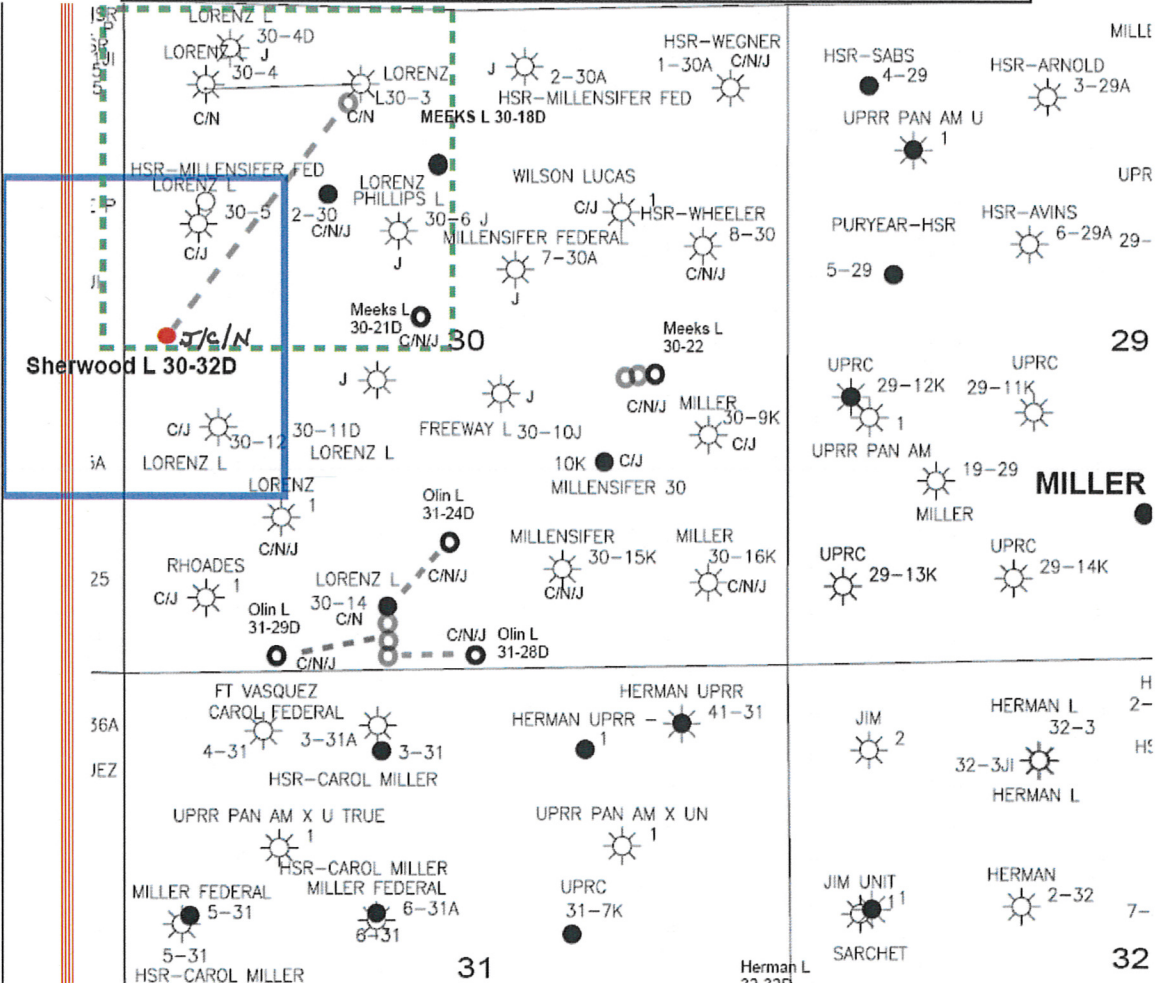 LORENZ L
30-4D
J
LORENZ L
30-4
C/N
LORENZ
L30-3
C/N
MEEKS L 30-18D
J
2-30A
HSR-MILLENSIFER FED
HSR-WEGNER
1-30A
C/N/J
HSR-SABS
4-29
UPRR PAN AM U
1
HSR-ARNOLD
3-29A
MILLE
UPR
HSR-MILLENSIFER FED
LORENZ L
30-5
C/J
2-30
C/N/J
LORENZ
PHILLIPS L
30-6 J
J
WILSON LUCAS
C/J
1
HSR-WHEELER
8-30
C/N/J
MILLENSIFER FEDERAL
7-30A
J
PURYEAR-HSR
5-29
HSR-AVINS
6-29A
29-
J/C/N
Sherwood L 30-32D
Meeks L
30-21D
C/N/J
30
Meeks L
30-22
C/N/J
29
J
C/J
30-12
LORENZ L
30-11D
LORENZ L
J
FREEWAY L 30-10J
MILLER
30-9K
C/J
10K
C/J
MILLENSIFER 30
UPRC
29-12K
1
UPRR PAN AM
UPRC
29-11K
19-29
MILLER
MILLER
5A
LORENZ
1
C/N/J
Olin L
31-24D
C/N/J
25
RHOADES
1
C/J
LORENZ L
30-14
C/N
MILLENSIFER
30-15K
C/N/J
MILLER
30-16K
C/N/J
UPRC
29-13K
UPRC
29-14K
Olin L
31-29D
C/N/J
C/N/J
Olin L
31-28D
FT VASQUEZ
CAROL FEDERAL
4-31
3-31A
3-31
HSR-CAROL MILLER
HERMAN UPRR -
1
HERMAN UPRR
41-31
JIM
2
HERMAN L
32-3
32-3JI
HERMAN L
H
2-
HS
36A
JEZ
UPRR PAN AM X U TRUE
1
UPRR PAN AM X UN
1
HSR-CAROL MILLER
MILLER FEDERAL
6-31A
6-31
MILLER FEDERAL
5-31
5-31
HSR-CAROL MILLER
UPRC
31-7K
31
JIM UNIT
1
1
SARCHET
HERMAN
2-32
7-
32
Herman L